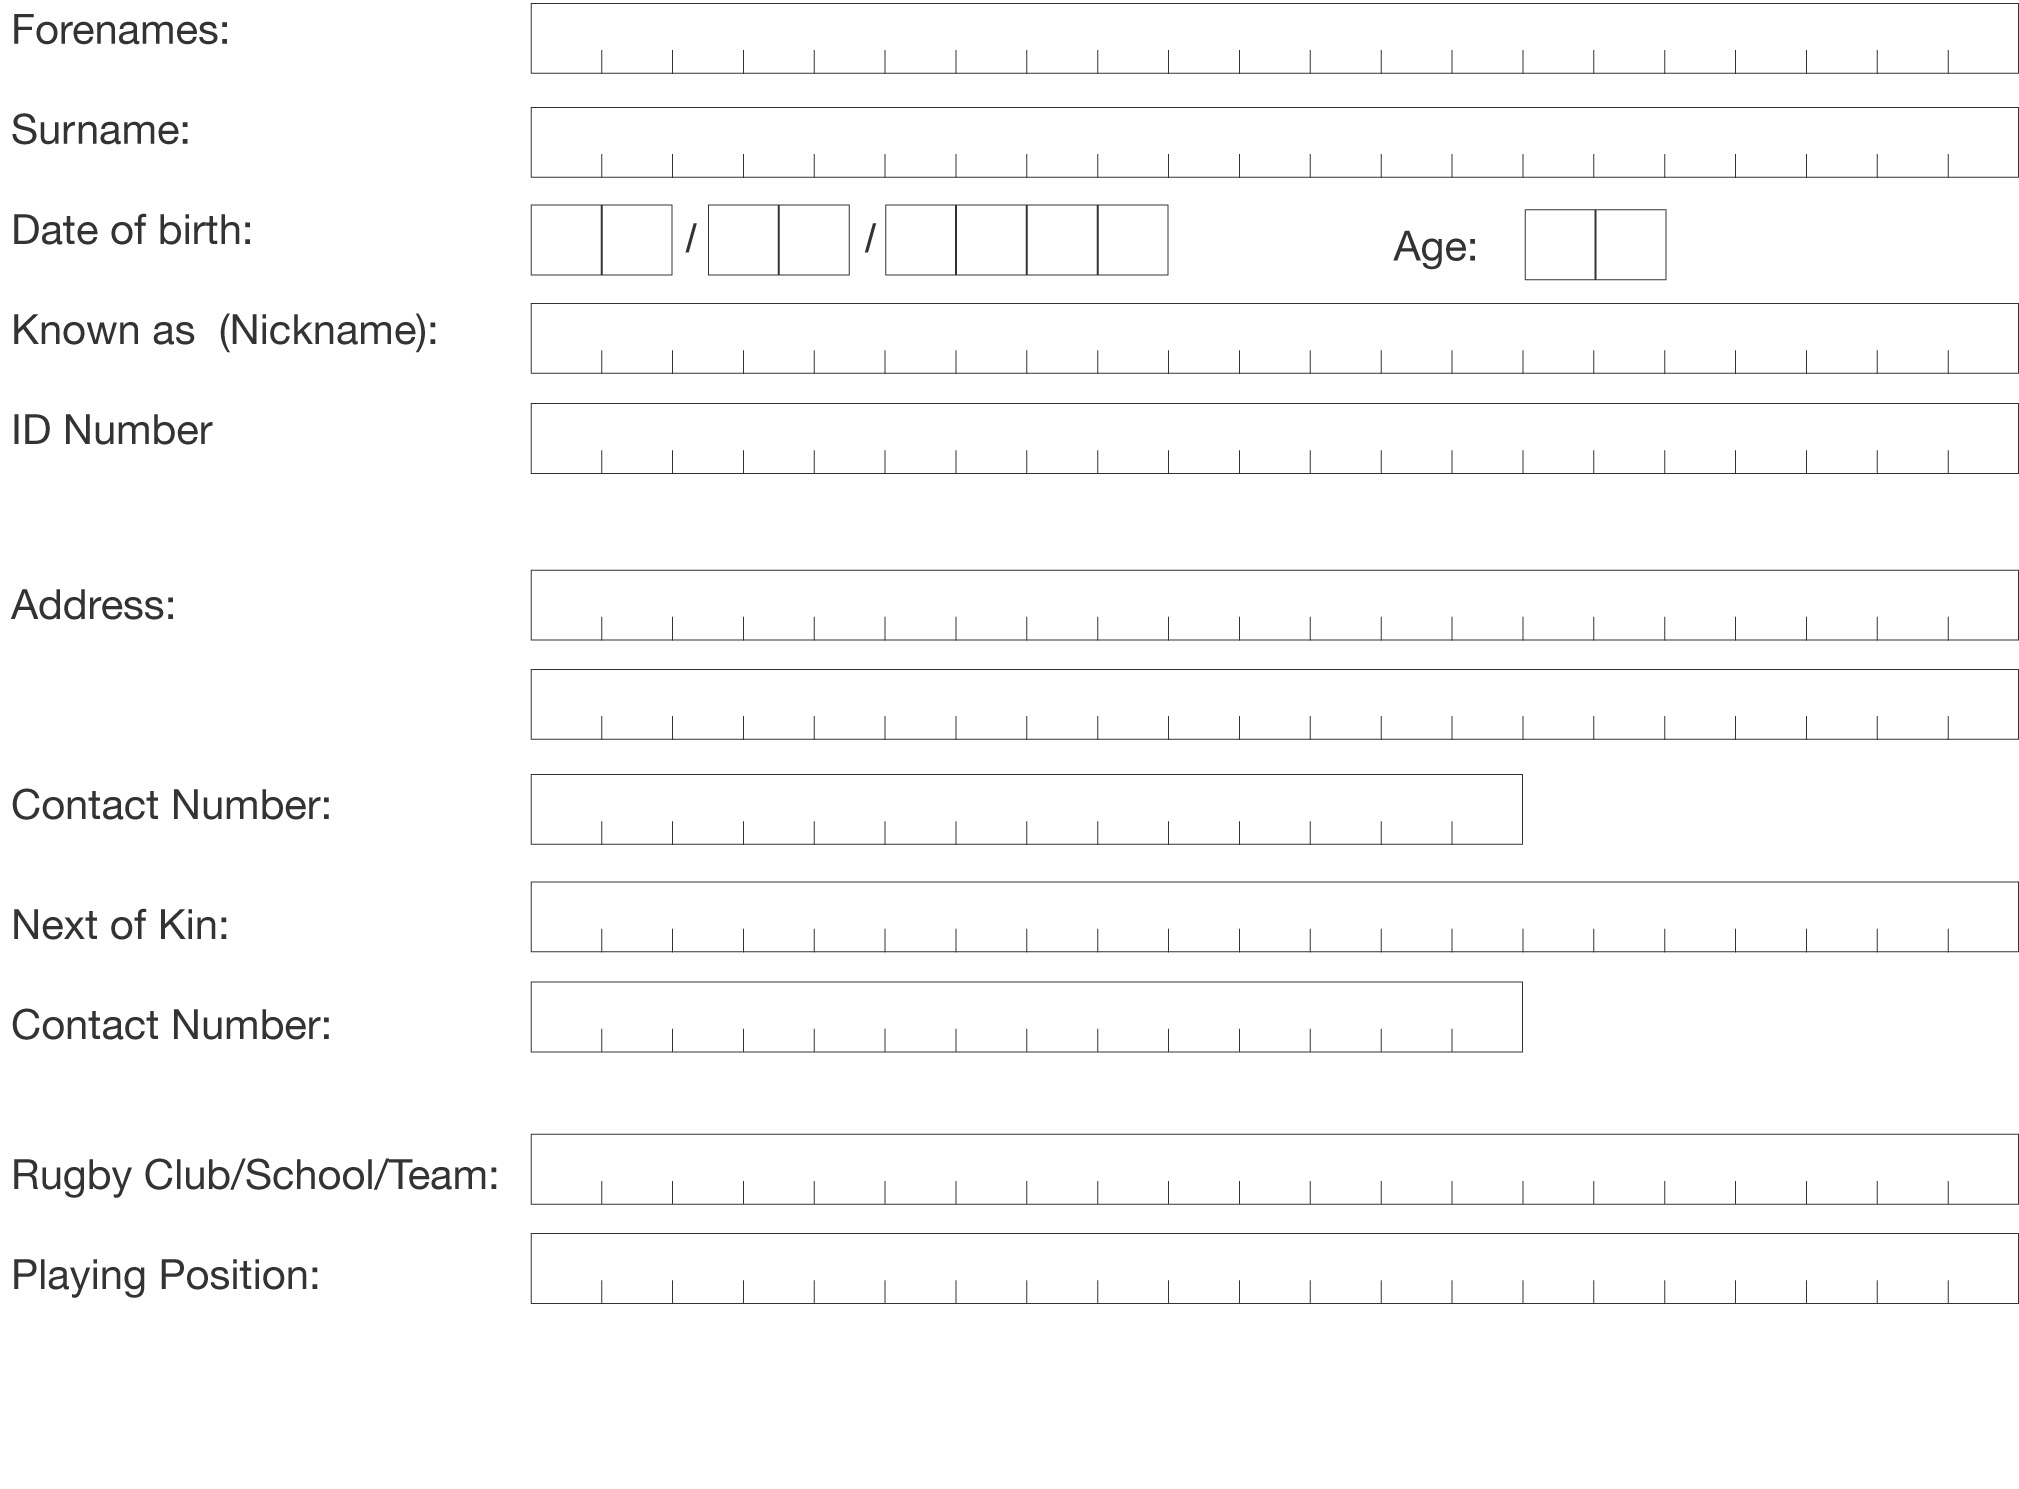 Forenames:
Surname:
Date of birth: / / Age:
Known as (Nickname):
ID Number
Address:
Contact Number:
Next of Kin:
Contact Number:
Rugby Club/School/Team:
Playing Position: